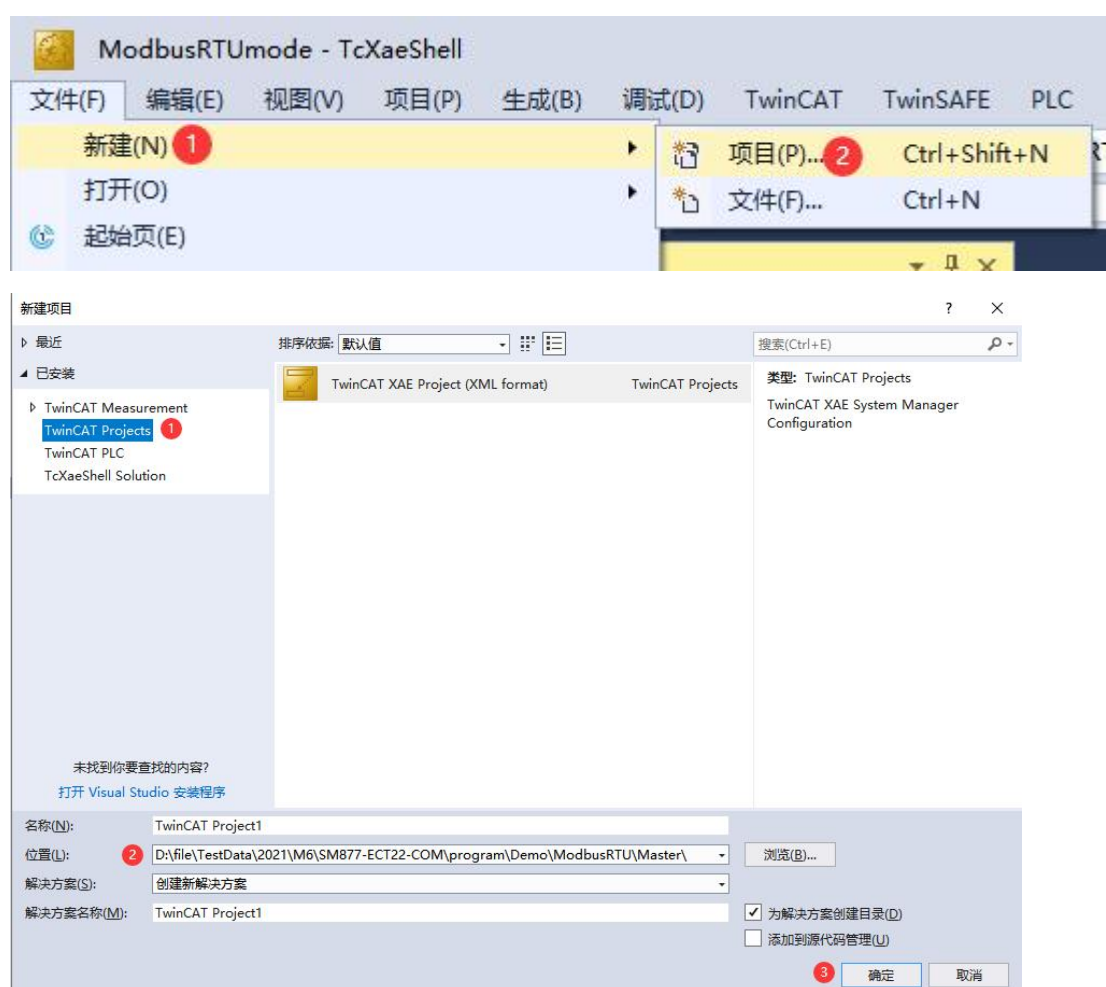 ModbusRTUmode - TcXaeShell
文件(F) 编辑(E) 视图(V) 项目(P) 生成(B) 调试(D) TwinCAT TwinSAFE PLC
新建(N) 1
项目(P)... 2 Ctrl+Shift+N
打开(O)
文件(F)... Ctrl+N
起始页(E)
新建项目 ?
最近
排序依据: 默认值
搜索(Ctrl+E)
已安装
TwinCAT XAE Project (XML format) TwinCAT Projects
类型: TwinCAT Projects
TwinCAT XAE System Manager
Configuration
TwinCAT Measurement
TwinCAT Projects 1
TwinCAT PLC
TcXaeShell Solution
未找到你要查找的内容?
打开 Visual Studio 安装程序
名称(N): TwinCAT Project1
位置(L): 2 D:\file\TestData\2021\M6\SM877-ECT22-COM\program\Demo\ModbusRTU\Master\ 浏览(B)...
解决方案(S): 创建新解决方案
解决方案名称(M): TwinCAT Project1
为解决方案创建目录(D)
添加到源代码管理(U)
3 确定 取消